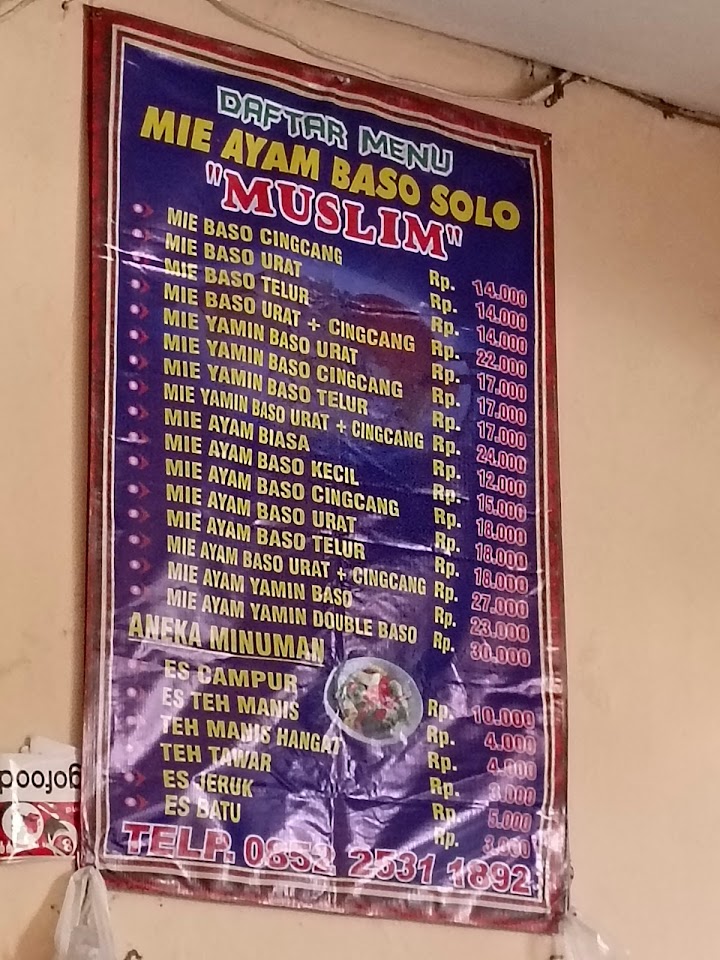 DAFTAR MENU
MIE AYAM BASO SOLO
"MUSLIM"
MIE BASO CINGCANG Rp. 14.000
MIE BASO URAT Rp. 14.000
MIE BASO TELUR Rp. 14.000
MIE BASO URAT + CINGCANG Rp. 22.000
MIE YAMIN BASO URAT Rp. 17.000
MIE YAMIN BASO CINGCANG Rp. 17.000
MIE YAMIN BASO TELUR Rp. 17.000
MIE YAMIN BASO URAT + CINGCANG Rp. 24.000
MIE AYAM BIASA Rp. 12.000
MIE AYAM BASO KECIL Rp. 15.000
MIE AYAM BASO CINGCANG Rp. 18.000
MIE AYAM BASO URAT Rp. 18.000
MIE AYAM BASO TELUR Rp. 18.000
MIE AYAM BASO URAT + CINGCANG Rp. 27.000
MIE AYAM YAMIN BASO Rp. 23.000
MIE AYAM YAMIN DOUBLE BASO Rp. 30.000
ANEKA MINUMAN
ES CAMPUR Rp. 10.000
ES TEH MANIS Rp. 4.000
TEH MANIS HANGAT Rp. 4.000
TEH TAWAR Rp. 3.000
ES JERUK Rp. 5.000
ES BATU Rp. 3.000
TELP. 0852 2531 1892
gofood